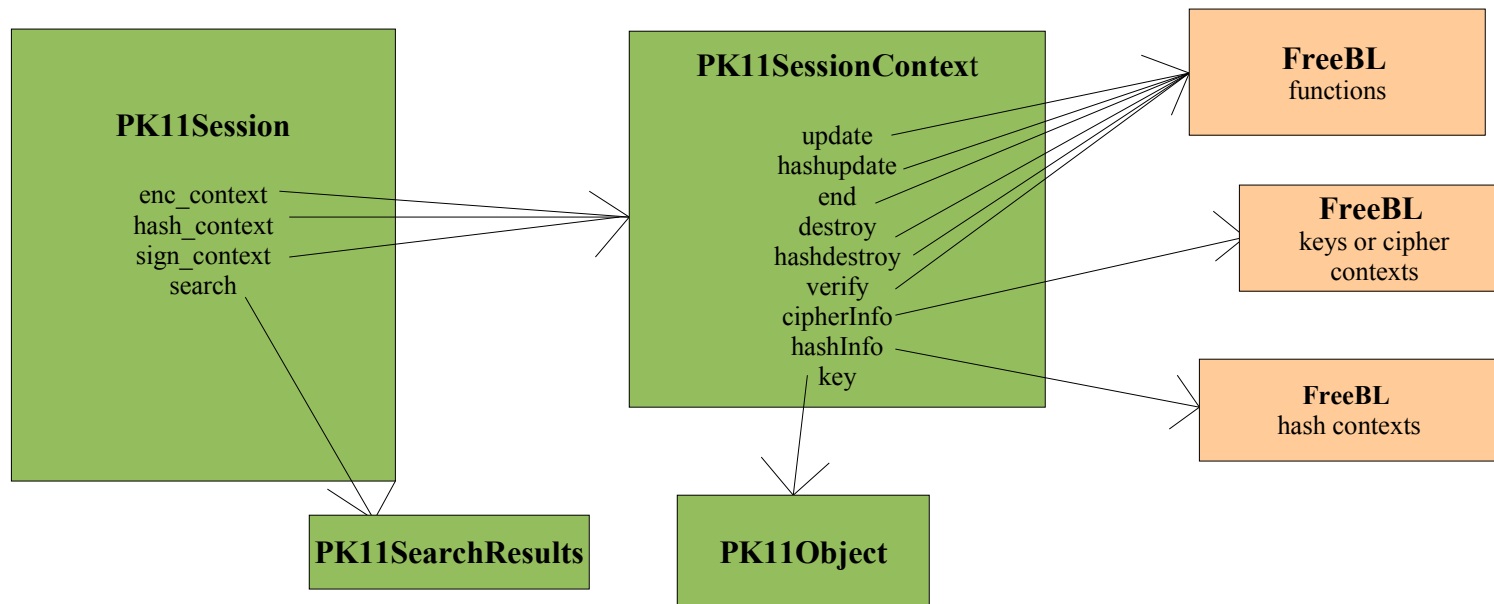 PK11Session
enc_context
hash_context
sign_context
search
PK11SessionContext
update
hashupdate
end
destroy
hashdestroy
verify
cipherInfo
hashInfo
key
FreeBL
functions
FreeBL
keys or cipher
contexts
FreeBL
hash contexts
PK11SearchResults
PK11Object